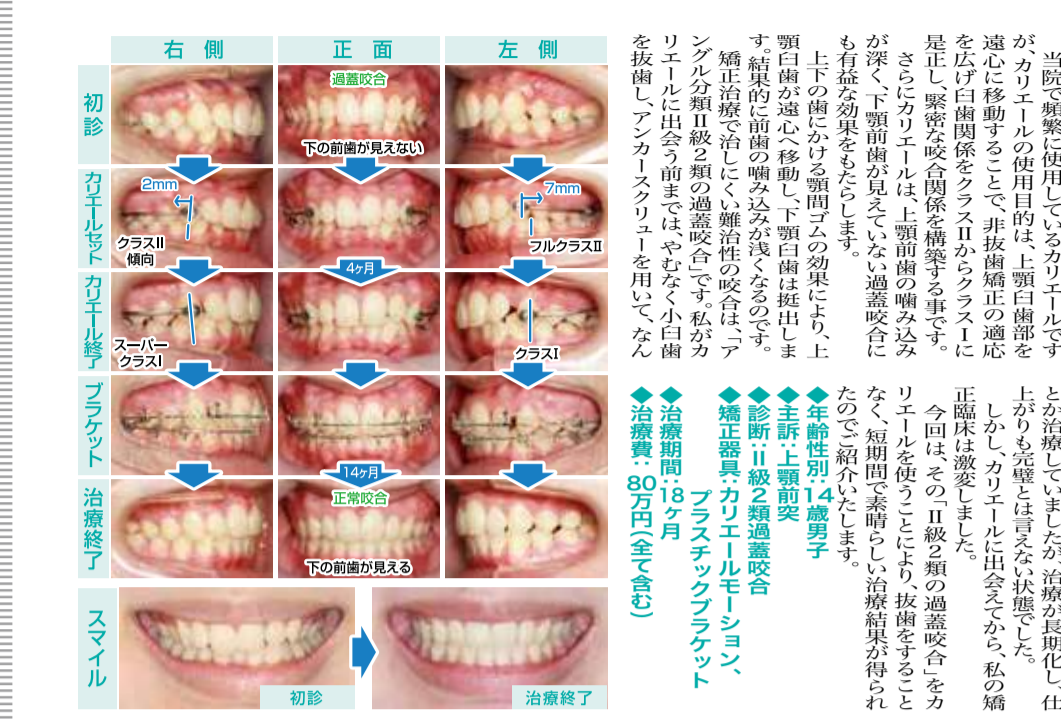 当院で頻繁に使用しているカリエールです
が、カリエールの使用目的は、上顎臼歯部を
遠心に移動することで、非抜歯矯正の適応
を広げ臼歯関係をクラスⅡからクラスⅠに
是正し、緊密な咬合関係を構築する事です。
さらにカリエールは、上顎前歯の噛み込み
が深く、下顎前歯が見えていない過蓋咬合に
も有益な効果をもたらします。
上下の歯にかける顎間ゴムの効果により、上
顎臼歯が遠心へ移動し、下顎臼歯は挺出しま
す。結果的に前歯の噛み込みが浅くなるのです。
矯正治療で治しにくい難治性の咬合は、「ア
ングル分類Ⅱ級２類の過蓋咬合」です。私がカ
リエールに出会う前までは、やむなく小臼歯
を抜歯し、アンカースクリューを用いて、なん
とか治療していましたが、治療が長期化し、仕
上がりも完璧とは言えない状態でした。
しかし、カリエールに出会えてから、私の矯
正臨床は激変しました。
今回は、その「Ⅱ級２類の過蓋咬合」をカ
リエールを使うことにより、抜歯をすること
なく、短期間で素晴らしい治療結果が得られ
たのでご紹介いたします。
◆年齢性別：14歳男子
◆主訴：上顎前突
◆診断：Ⅱ級２類過蓋咬合
◆矯正器具：カリエールモーション、
プラスチックブラケット
◆治療期間：18ヶ月
◆治療費：80万円（全て含む）
右側
正面
左側
初診
過蓋咬合
下の前歯が見えない
カリエールセット
2mm
クラスⅡ
傾向
7mm
フルクラスⅡ
4ヶ月
カリエール終了
スーパー
クラスⅠ
クラスⅠ
ブラケット
14ヶ月
治療終了
正常咬合
下の前歯が見える
スマイル
初診
治療終了